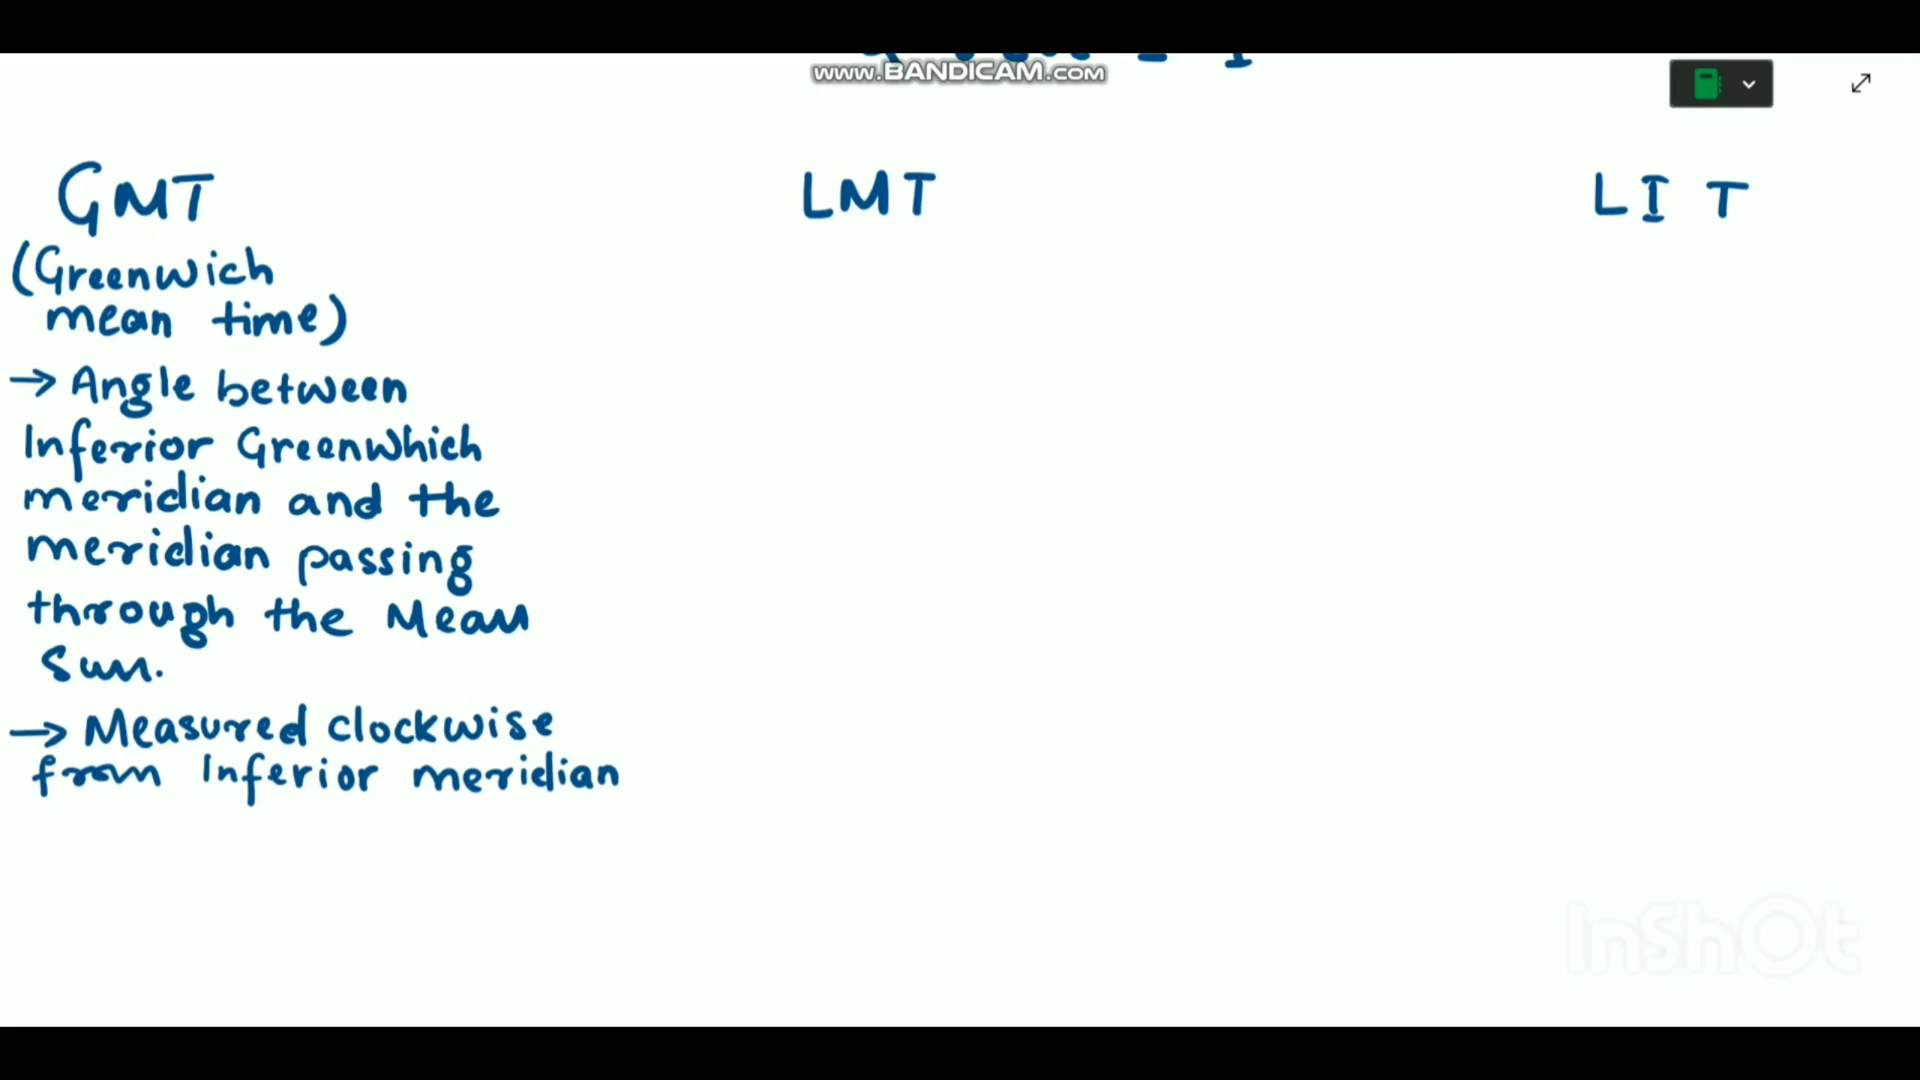 www.BANDICAM.com
GMT
(Greenwich
mean time)
→ Angle between
Inferior Greenwhich
meridian and the
meridian passing
through the Mean
Sun.
→ Measured clockwise
from Inferior meridian
LMT
LIT
InShOt